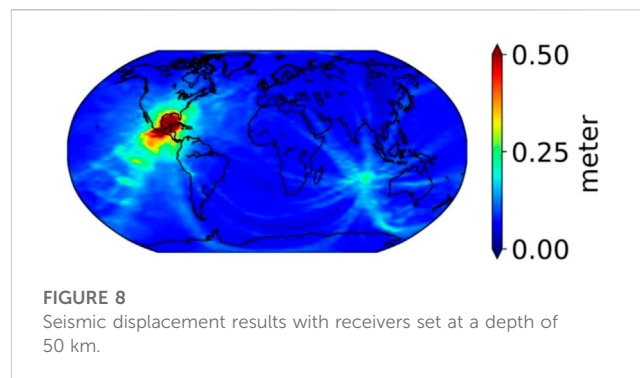 0.50
0.25
0.00
meter
FIGURE 8
Seismic displacement results with receivers set at a depth of
50 km.